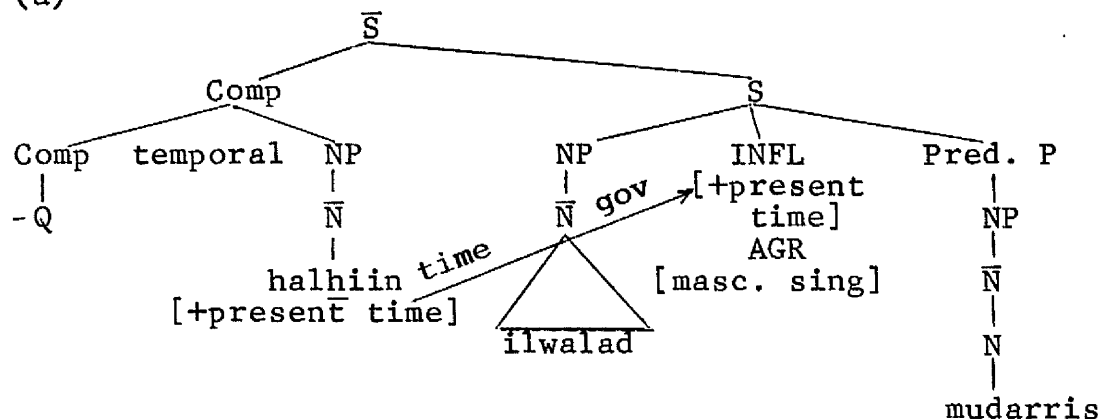 (a)
S̄
Comp S
Comp temporal NP NP INFL Pred. P
-Q N̄ N̄ gov [+present time] NP
halhiin time AGR N̄
[+present time] [masc. sing] N
ilwalad
mudarris